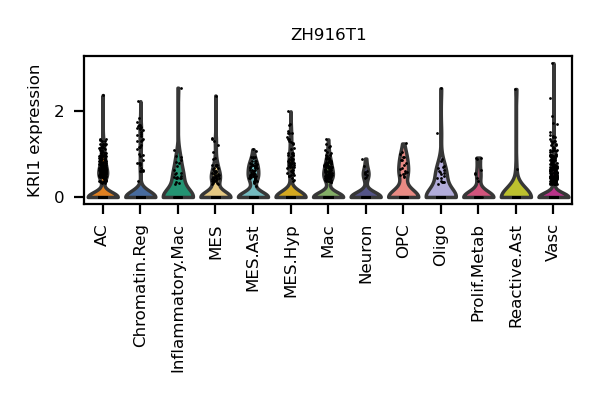 ZH916T1
KRI1 expression
2
0
AC
Chromatin.Reg
Inflammatory.Mac
MES
MES.Ast
MES.Hyp
Mac
Neuron
OPC
Oligo
Prolif.Metab
Reactive.Ast
Vasc